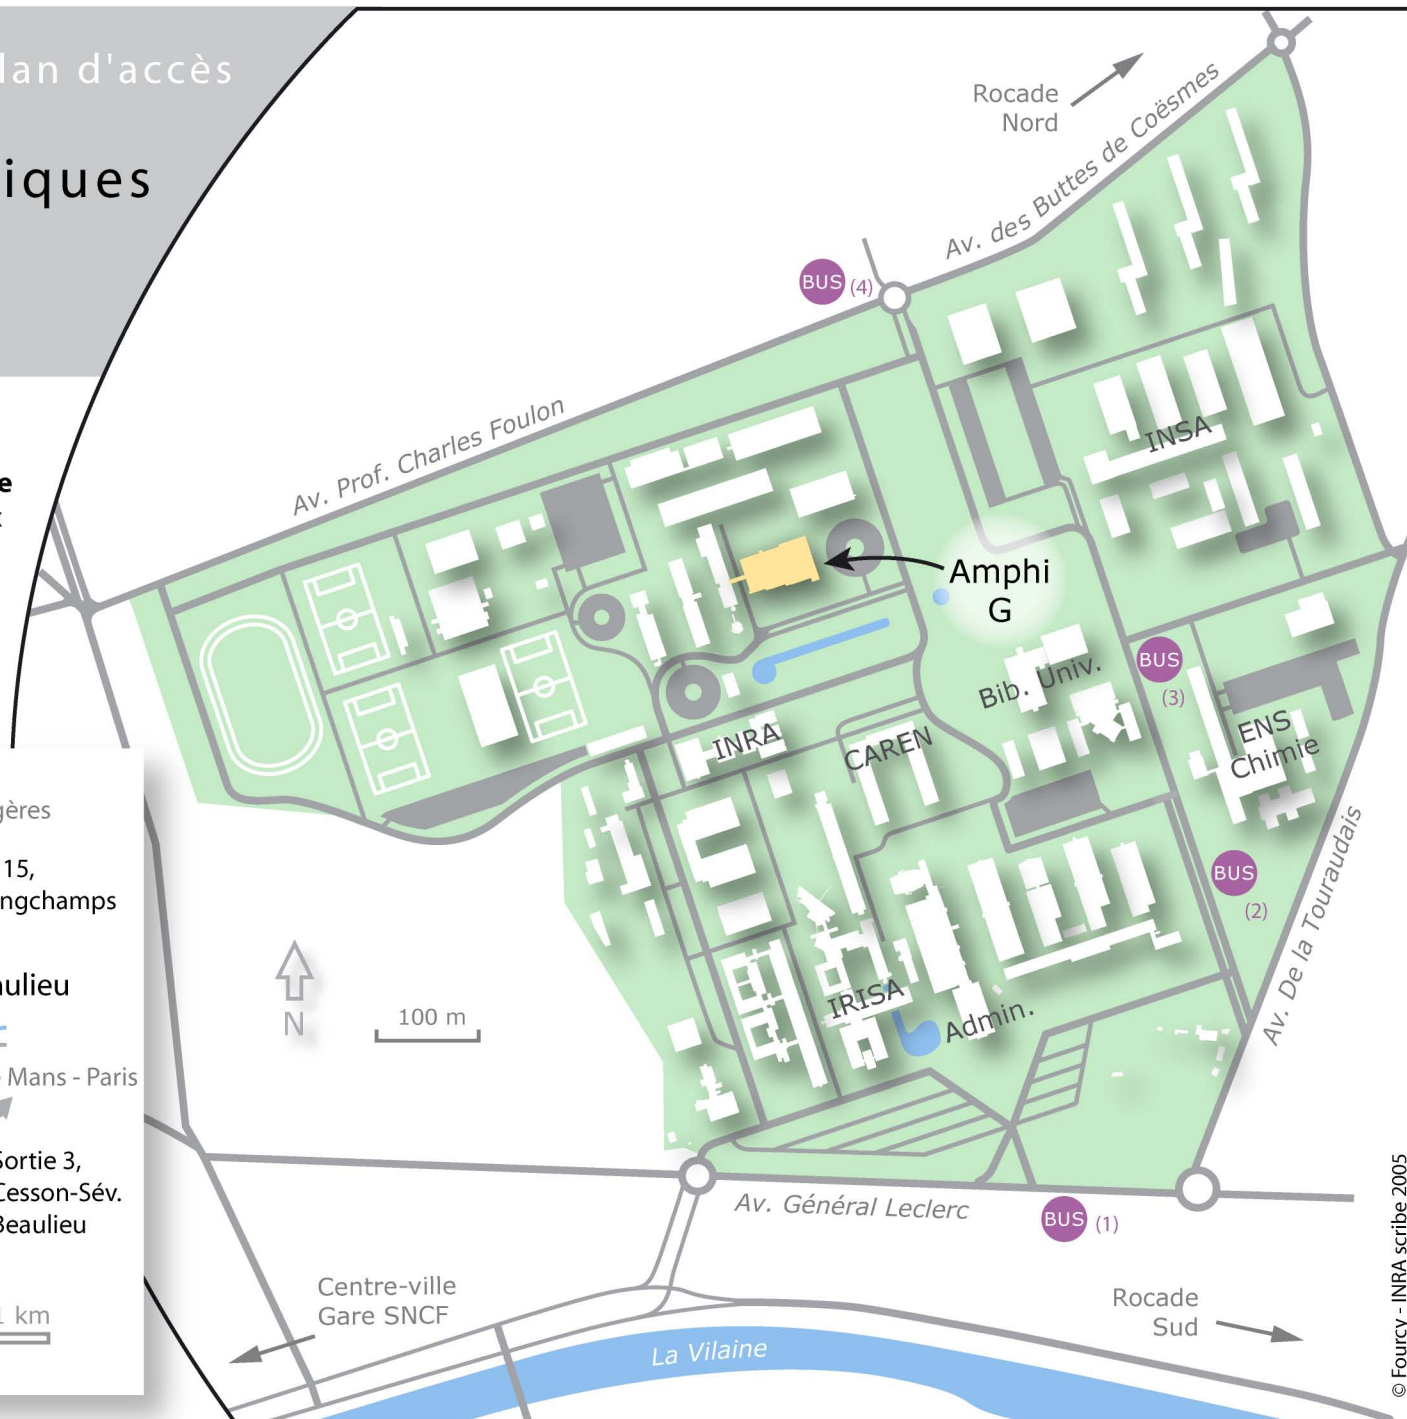 lan d'accès
iques
e
Rocade
Nord
Av. des Buttes de Coësmes
BUS (4)
Av. Prof. Charles Foulon
INSA
Amphi
G
Bib. Univ.
BUS
(3)
ENS
Chimie
INRA
CAREN
gères
15,
ngchamps
BUS
(2)
Av. De la Touraudais
aulieu
N
100 m
IRISA
Admin.
Mans - Paris
Sortie 3,
Cesson-Sév.
Beaulieu
Av. Général Leclerc
BUS (1)
1 km
Centre-ville
Gare SNCF
Rocade
Sud
La Vilaine
© Fourcy - INRA scribe 2005